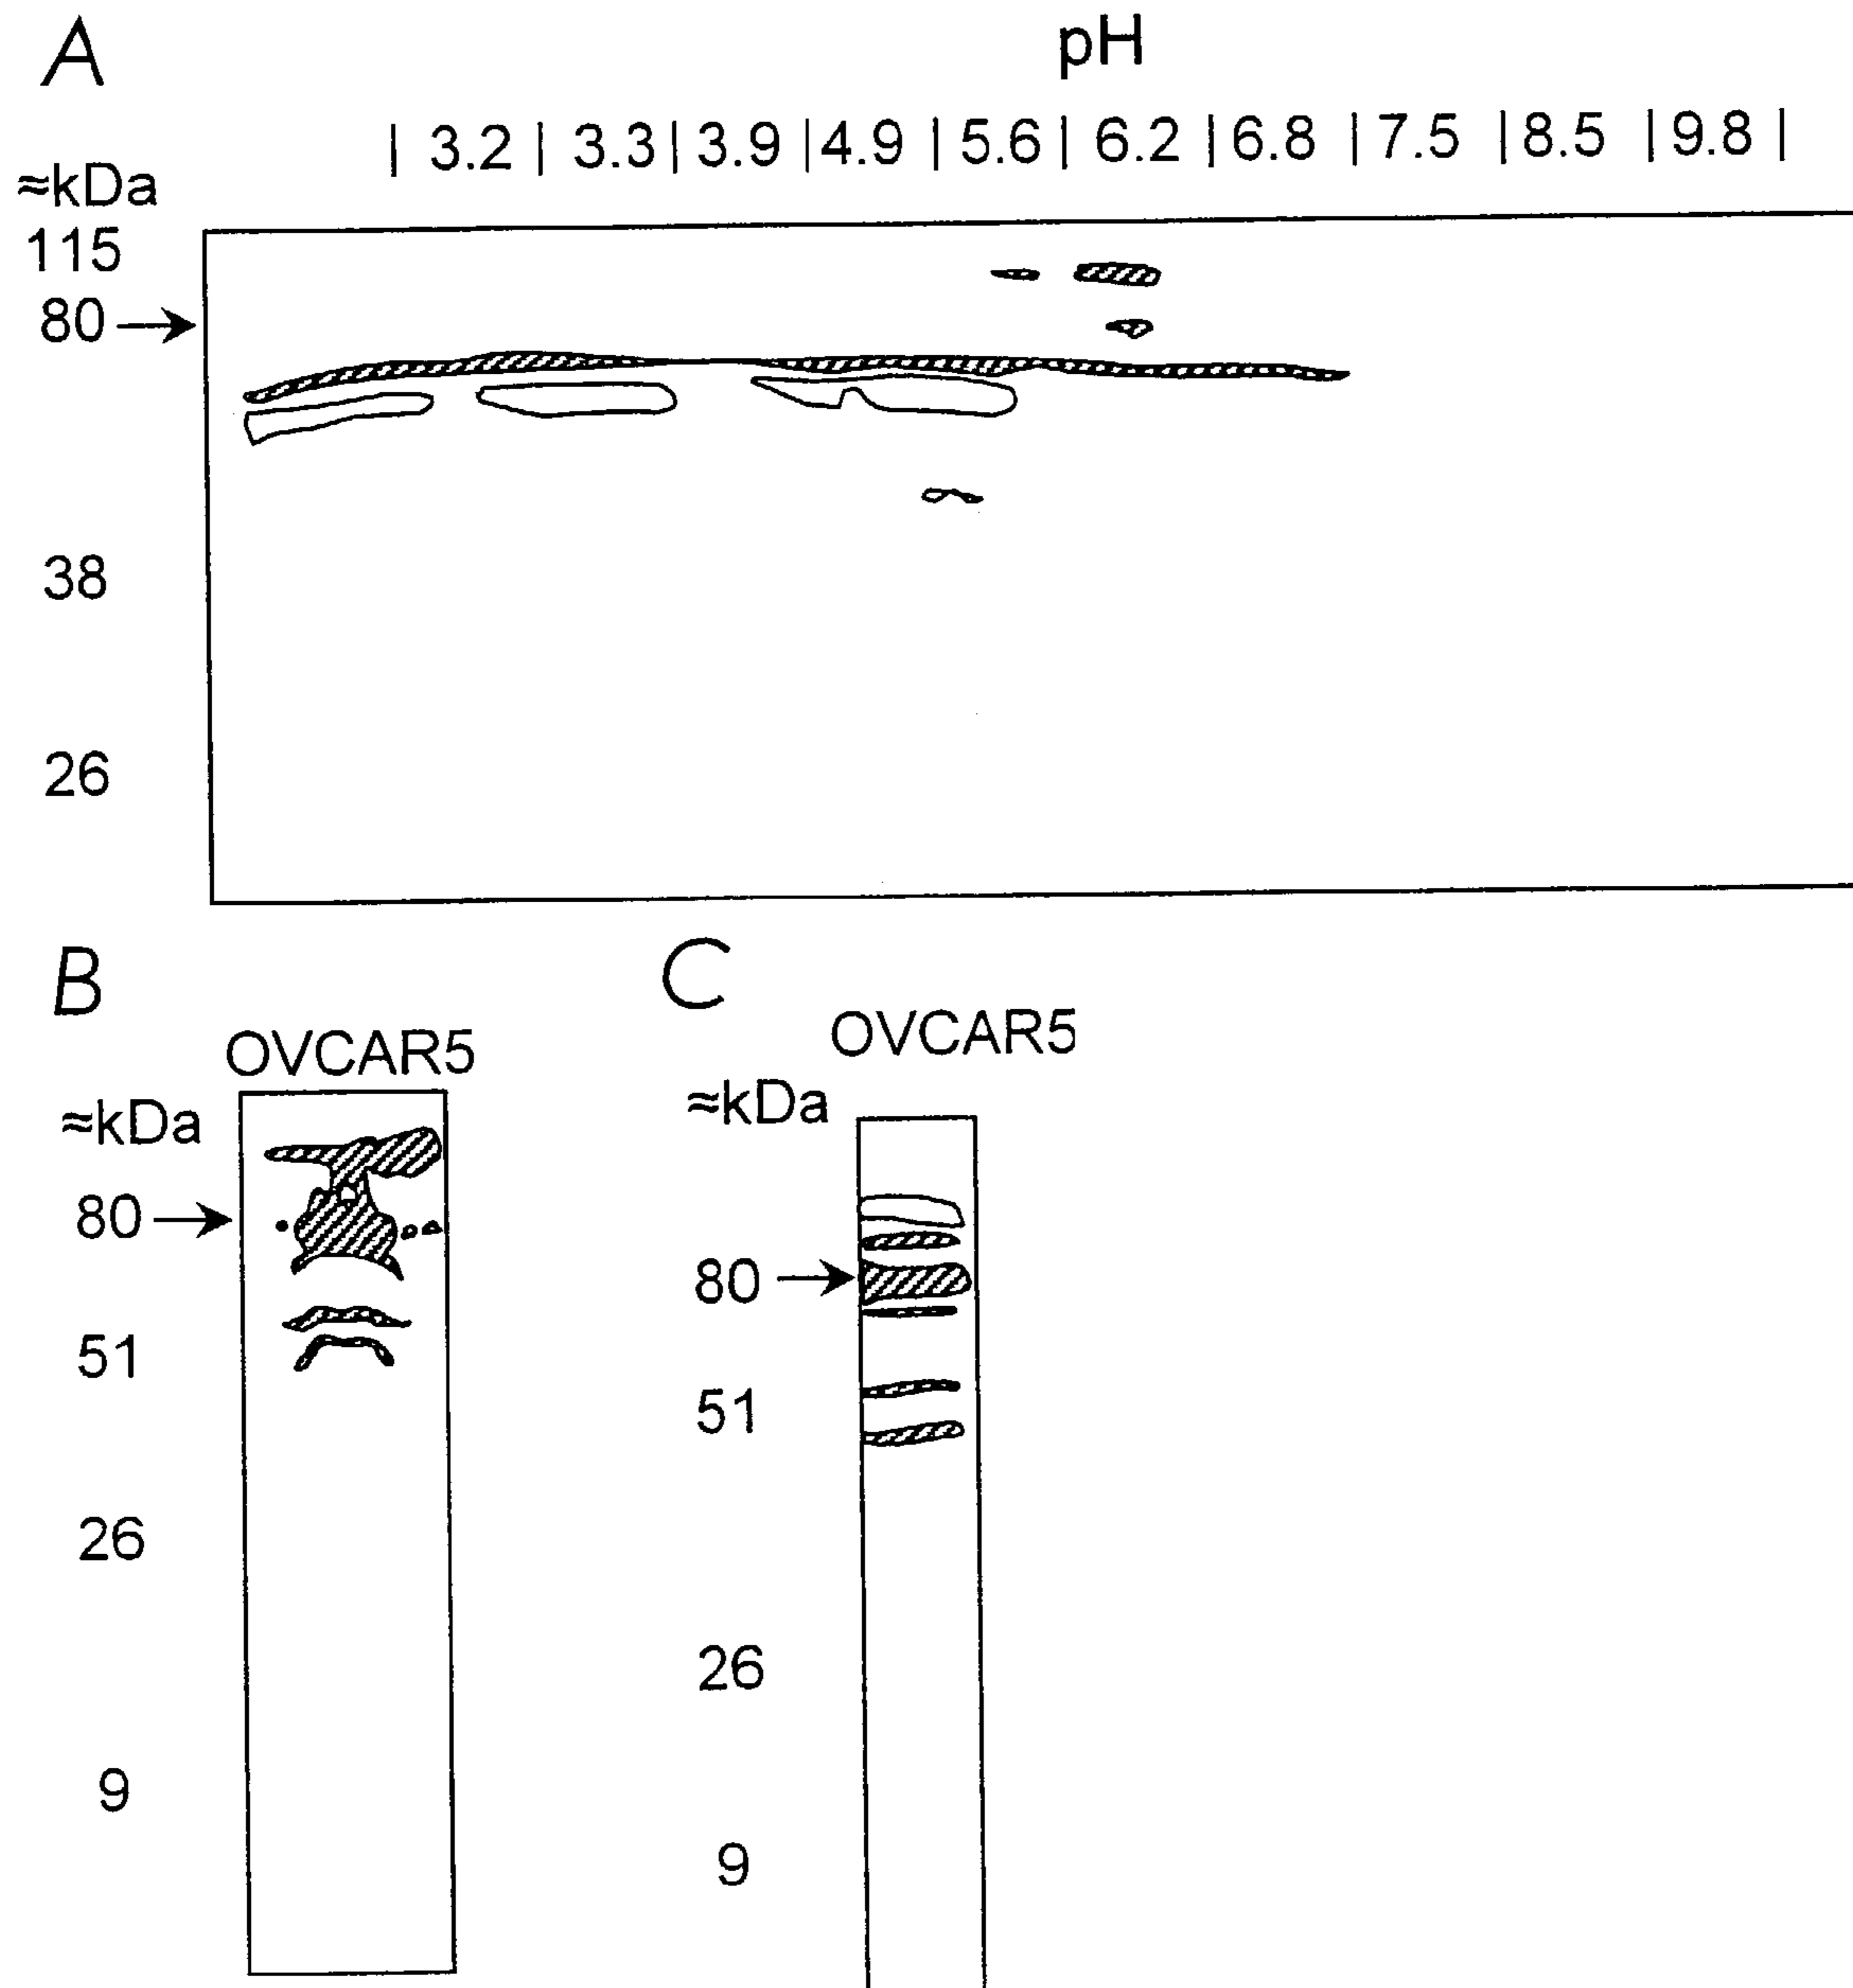 A
pH
| 3.2 | 3.3 | 3.9 | 4.9 | 5.6 | 6.2 | 6.8 | 7.5 | 8.5 | 9.8 |
≈kDa
115
80
38
26
B
OVCAR5
≈kDa
80
51
26
9
C
OVCAR5
≈kDa
80
51
26
9